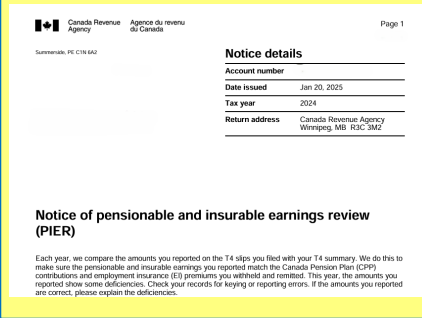 Canada Revenue Agency
Agence du revenu du Canada
Page 1
Summerside, PE C1N 6A2
Notice details
Account number
Date issued Jan 20, 2025
Tax year 2024
Return address Canada Revenue Agency
Winnipeg, MB R3C 3M2
Notice of pensionable and insurable earnings review
(PIER)
Each year, we compare the amounts you reported on the T4 slips you filed with your T4 summary. We do this to
make sure the pensionable and insurable earnings you reported match the Canada Pension Plan (CPP)
contributions and employment insurance (EI) premiums you withheld and remitted. This year, the amounts you
reported show some deficiencies. Check your records for keying or reporting errors. If the amounts you reported
are correct, please explain the deficiencies.